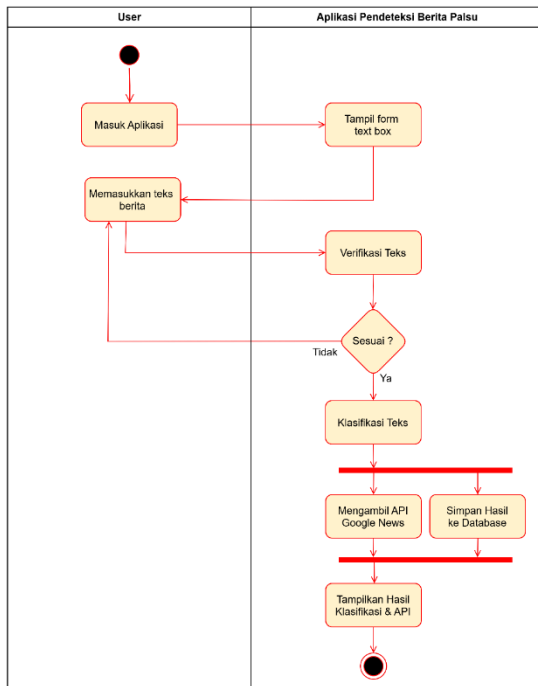 User
Aplikasi Pendeteksi Berita Palsu
Masuk Aplikasi
Tampil form
text box
Memasukkan teks
berita
Verifikasi Teks
Sesuai ?
Tidak
Ya
Klasifikasi Teks
Mengambil API
Google News
Simpan Hasil
ke Database
Tampilkan Hasil
Klasifikasi & API